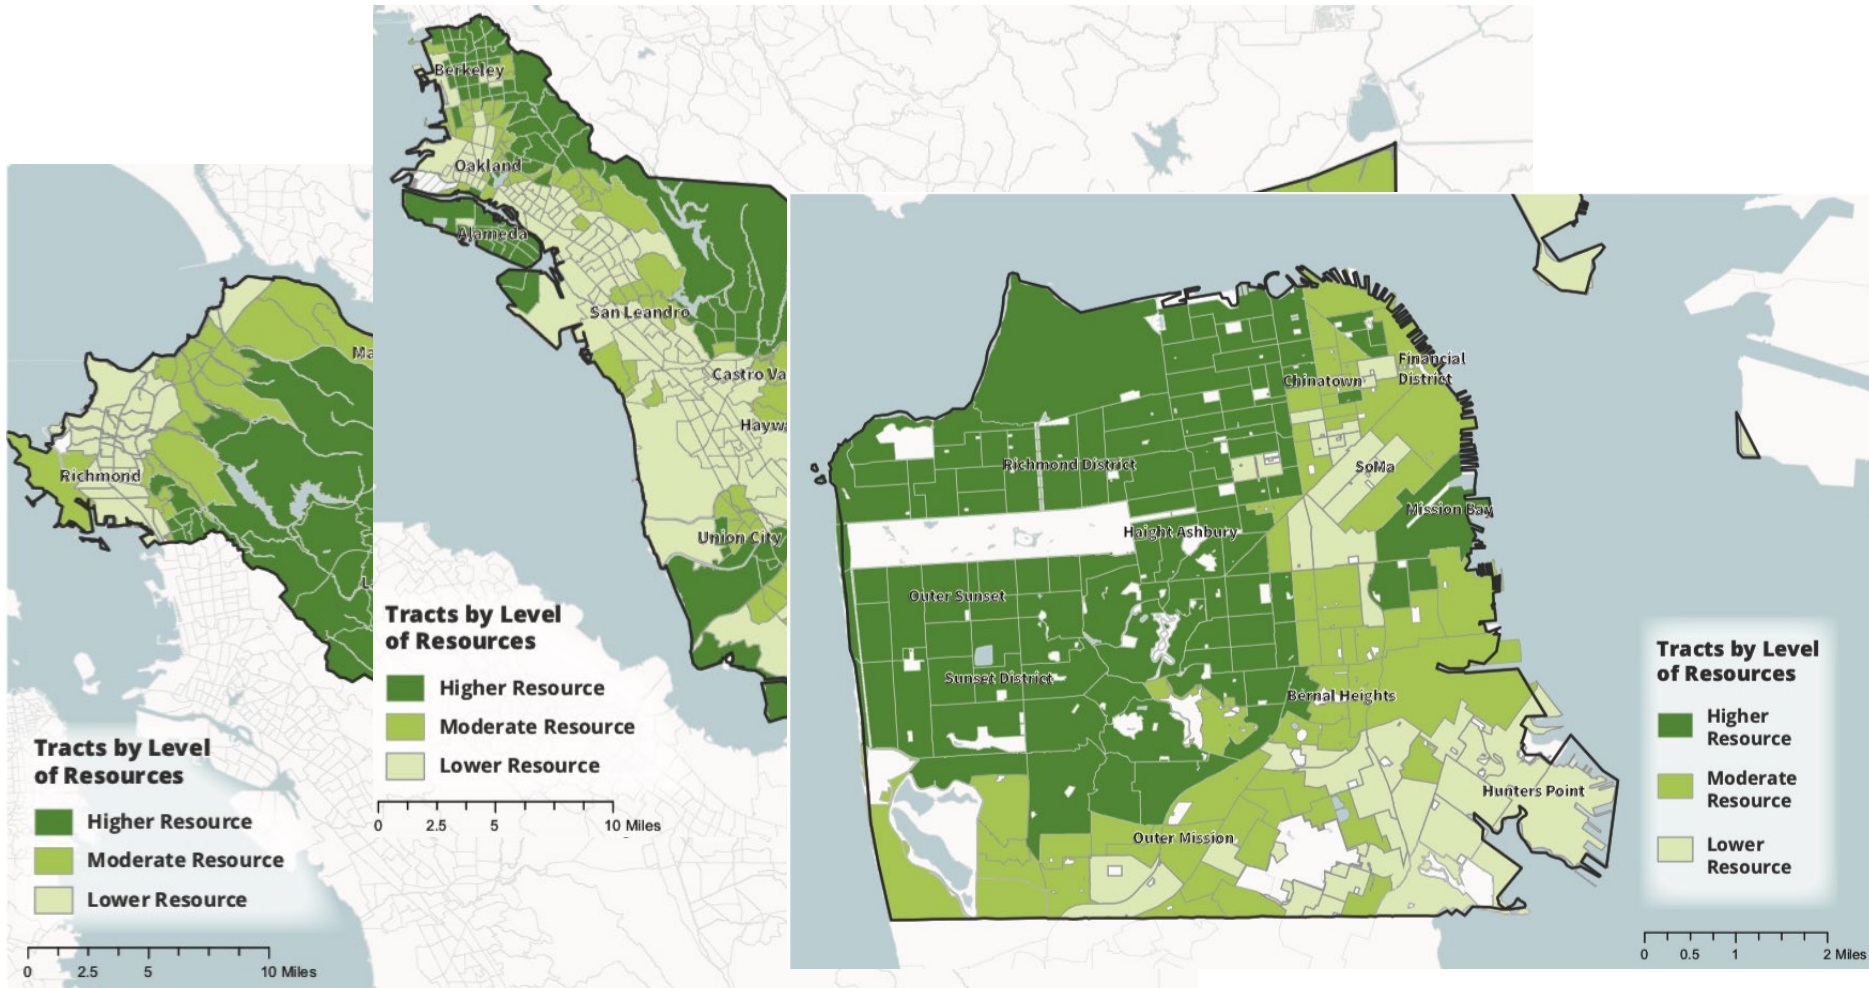 Richmond
Tracts by Level
of Resources
Higher Resource
Moderate Resource
Lower Resource
0 2.5 5 10 Miles
Berkeley
Oakland
Alameda
San Leandro
Castro Va
Hayw
Union City
Tracts by Level
of Resources
Higher Resource
Moderate Resource
Lower Resource
0 2.5 5 10 Miles
Financial
District
Chinatown
Richmond District
SoMa
Mission Bay
Haight Ashbury
Outer Sunset
Sunset District
Bernal Heights
Hunters Point
Outer Mission
Tracts by Level
of Resources
Higher
Resource
Moderate
Resource
Lower
Resource
0 0.5 1 2 Miles